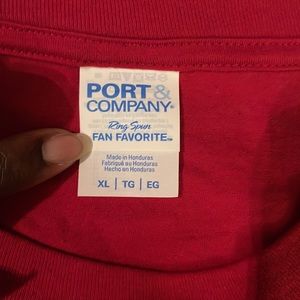 PORT &
COMPANY®
Ring Spun
FAN FAVORITE™
Made in Honduras
Fabriqué au Honduras
Hecho en Honduras
XL | TG | EG